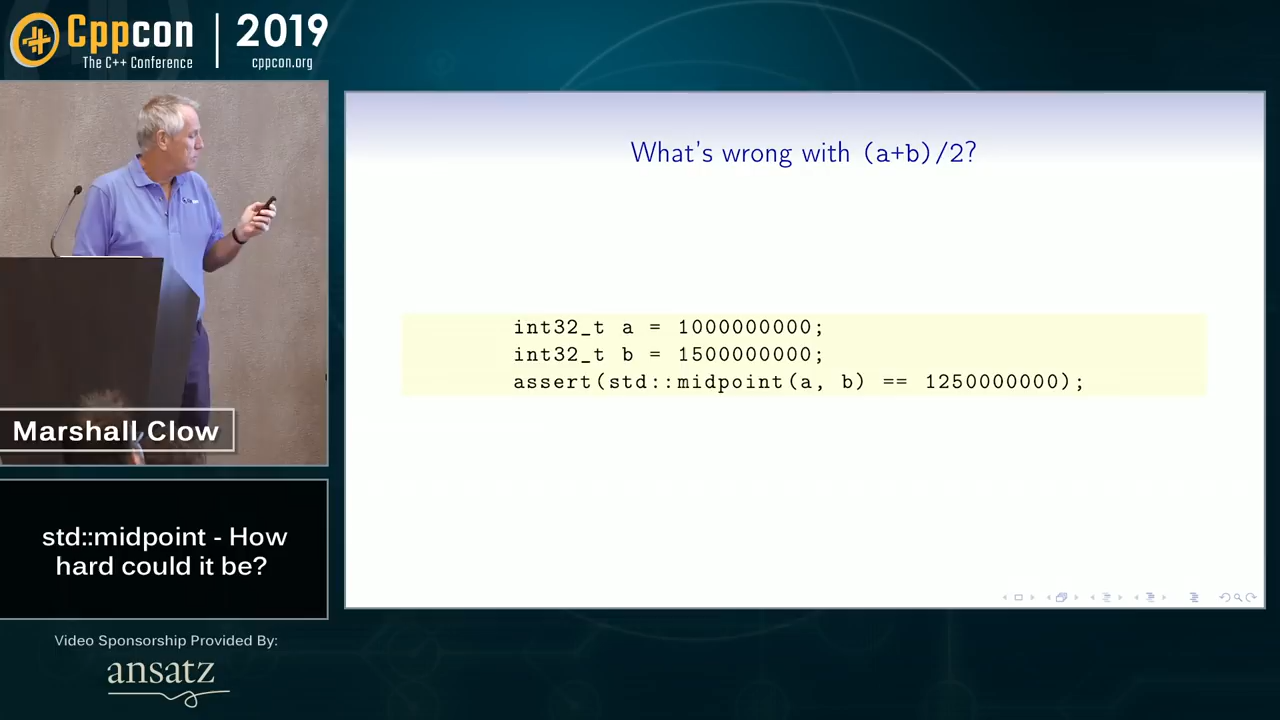 Cppcon
The C++ Conference
2019
cppcon.org
What's wrong with (a+b)/2?
int32_t a = 1000000000;
int32_t b = 1500000000;
assert(std::midpoint(a, b) == 1250000000);
Marshall Clow
std::midpoint - How
hard could it be?
Video Sponsorship Provided By:
ansatz